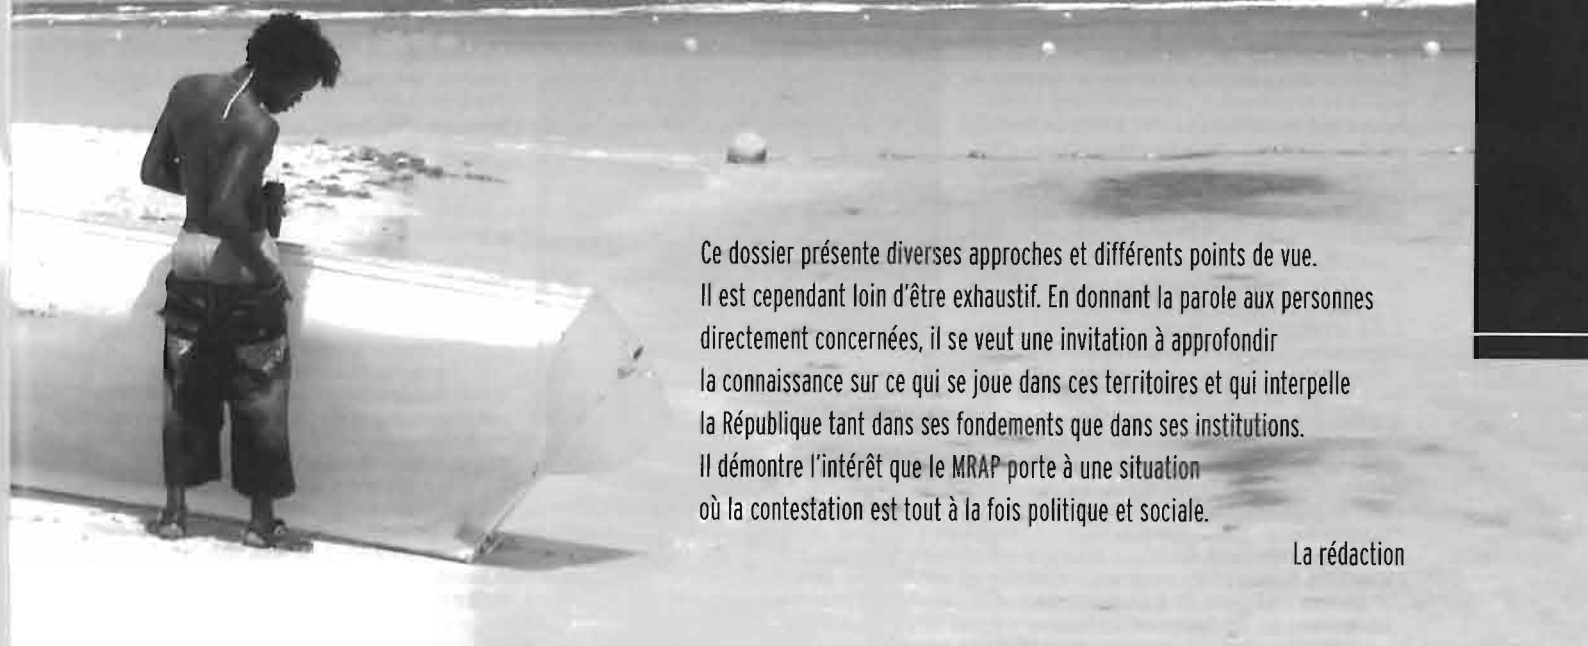 Ce dossier présente diverses approches et différents points de vue.
Il est cependant loin d'être exhaustif. En donnant la parole aux personnes
directement concernées, il se veut une invitation à approfondir
la connaissance sur ce qui se joue dans ces territoires et qui interpelle
la République tant dans ses fondements que dans ses institutions.
Il démontre l'intérêt que le MRAP porte à une situation
où la contestation est tout à la fois politique et sociale.
La rédaction